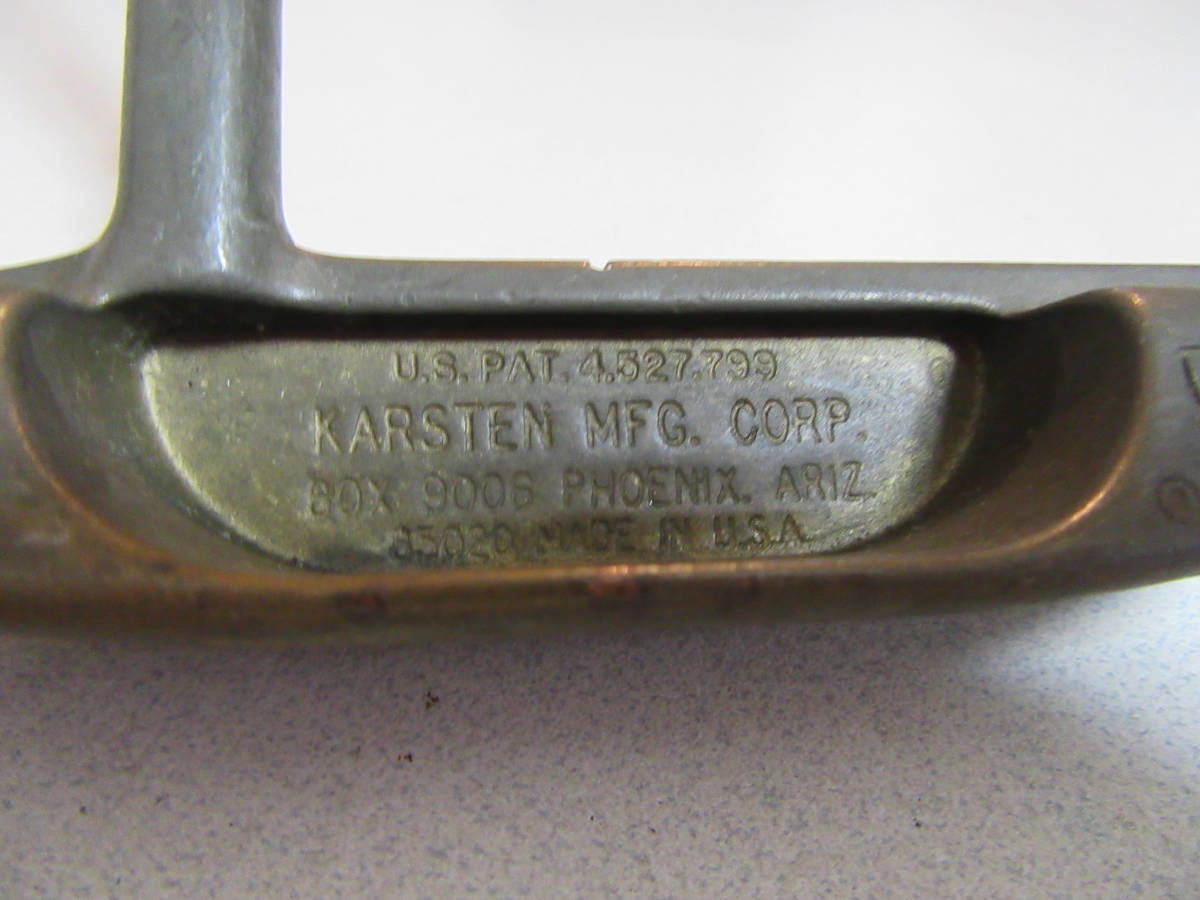 U.S. PAT. 4.527.799
KARSTEN MFG. CORP.
BOX 9006 PHOENIX. ARIZ.
85020 MADE IN U.S.A.